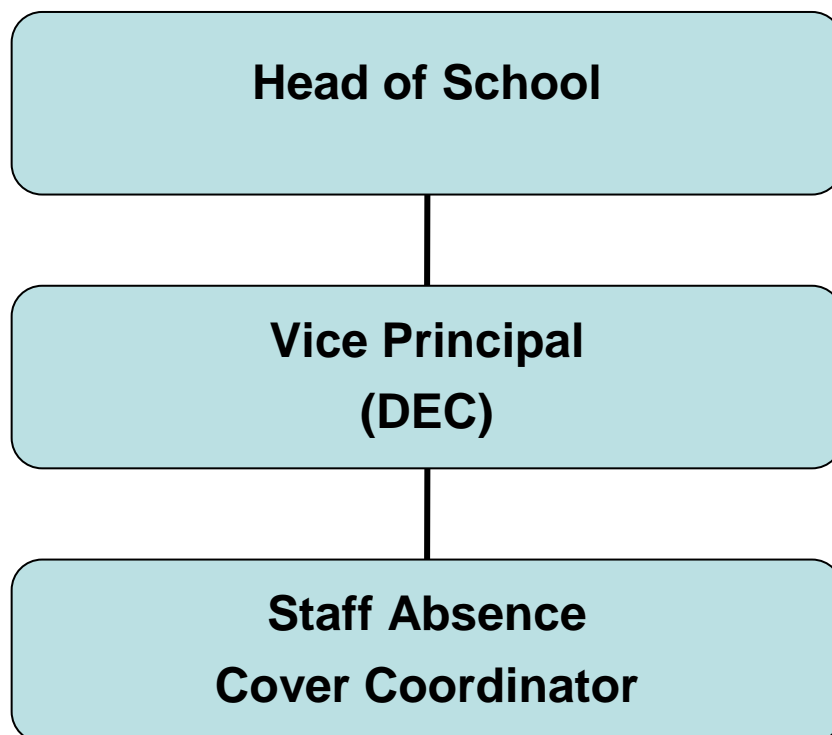 Head of School
Vice Principal
(DEC)
Staff Absence
Cover Coordinator